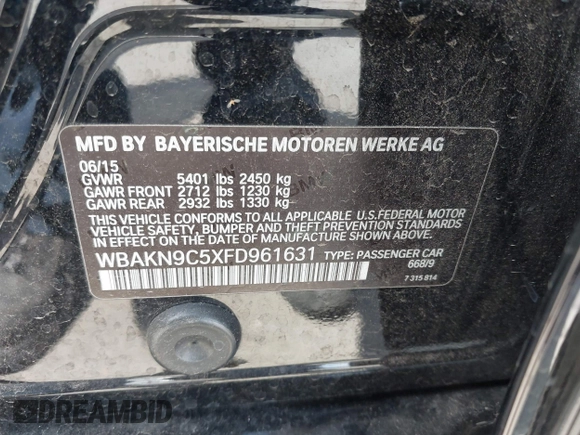 MFD BY BAYERISCHE MOTOREN WERKE AG
06/15
GVWR 5401 lbs 2450 kg
GAWR FRONT 2712 lbs 1230 kg
GAWR REAR 2932 lbs 1330 kg
THIS VEHICLE CONFORMS TO ALL APPLICABLE U.S.FEDERAL MOTOR
VEHICLE SAFETY, BUMPER AND THEFT PREVENTION
STANDARDS IN EFFECT ON THE DATE OF MANUFACTURE SHOWN ABOVE.
WBAKN9C5XFD961631 TYPE: PASSENGER CAR
668/9
7 315 814
DREAMBID